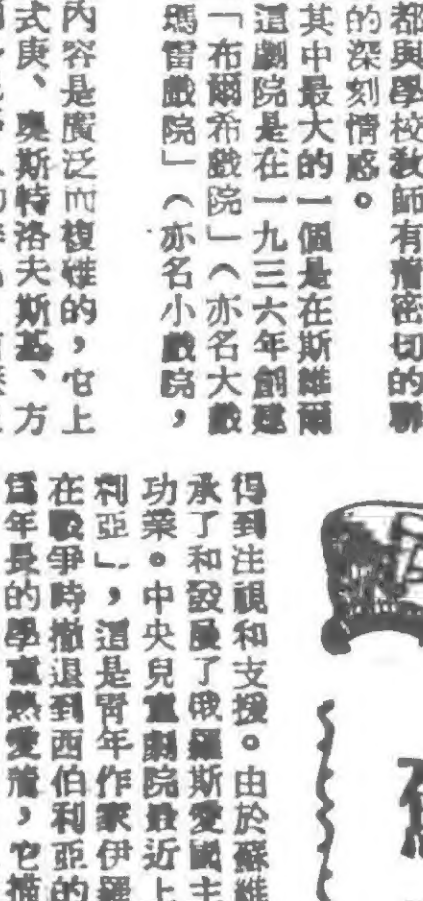 都與學校教師有着密切的聯
的深刻情感。
其中最大的一個是在斯維爾
這劇院是在一九三六年創建
「布爾希戲院」（亦名大戲
瑪雷戲院」（亦名小戲院，
內容是廣泛而複雜的，它上
式庚、奧斯特洛夫斯基、方
得到注視和支援。由於蘇維
承了和發展了俄羅斯愛國主
功業。中央兒童劇院最近上
利亞」，這是青年作家伊羅
在戰爭時撤退到西伯利亞的
爲年長的學童熱愛着，它描